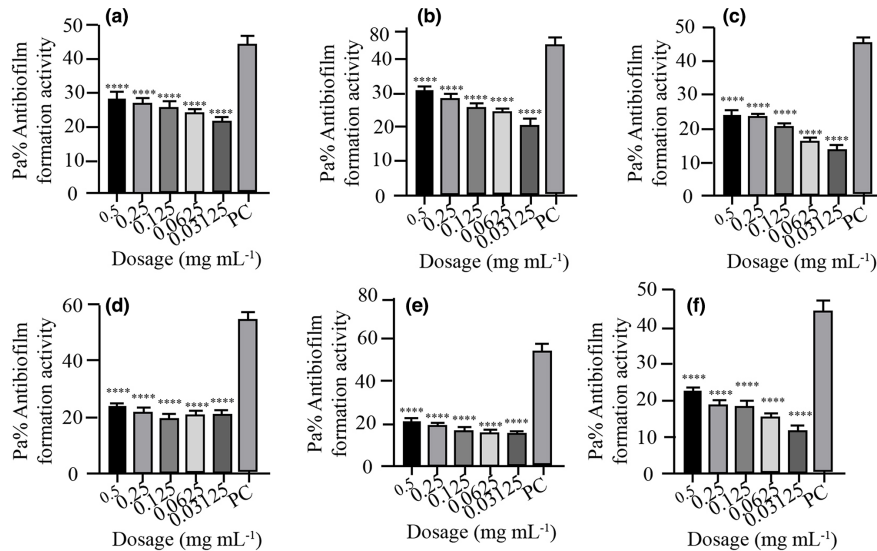 (a)
Pa% Antibiofilm
formation activity
50
40
30
20
10
0
**** **** **** **** ****
0.5 0.25 0.125 0.0625 0.03125 PC
Dosage (mg mL⁻¹)
(b)
Pa% Antibiofilm
formation activity
80
40
30
20
10
0
**** **** **** **** ****
0.5 0.25 0.125 0.0625 0.03125 PC
Dosage (mg mL⁻¹)
(c)
Pa% Antibiofilm
formation activity
50
40
30
20
10
0
**** **** **** **** ****
0.5 0.25 0.125 0.0625 0.03125 PC
Dosage (mg mL⁻¹)
(d)
Pa% Antibiofilm
formation activity
60
40
20
0
**** **** **** **** ****
0.5 0.25 0.125 0.0625 0.03125 PC
Dosage (mg mL⁻¹)
(e)
Pa% Antibiofilm
formation activity
80
60
40
20
0
**** **** **** **** ****
0.5 0.25 0.125 0.0625 0.03125 PC
Dosage (mg mL⁻¹)
(f)
Pa% Antibiofilm
formation activity
50
40
30
20
10
0
**** **** **** **** ****
0.5 0.25 0.125 0.0625 0.03125 PC
Dosage (mg mL⁻¹)